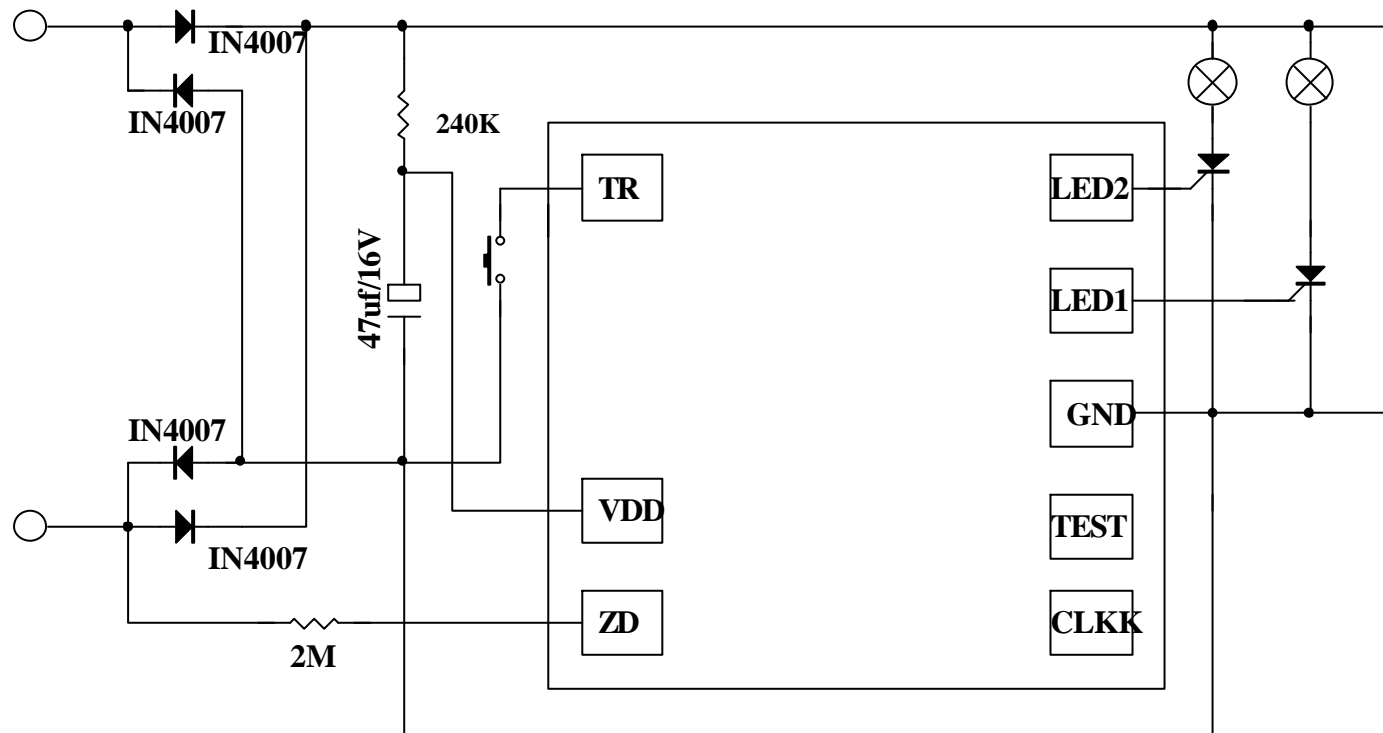 IN4007
IN4007
240K
TR
LED2
47uf/16V
LED1
GND
IN4007
VDD
TEST
IN4007
ZD
CLKK
2M